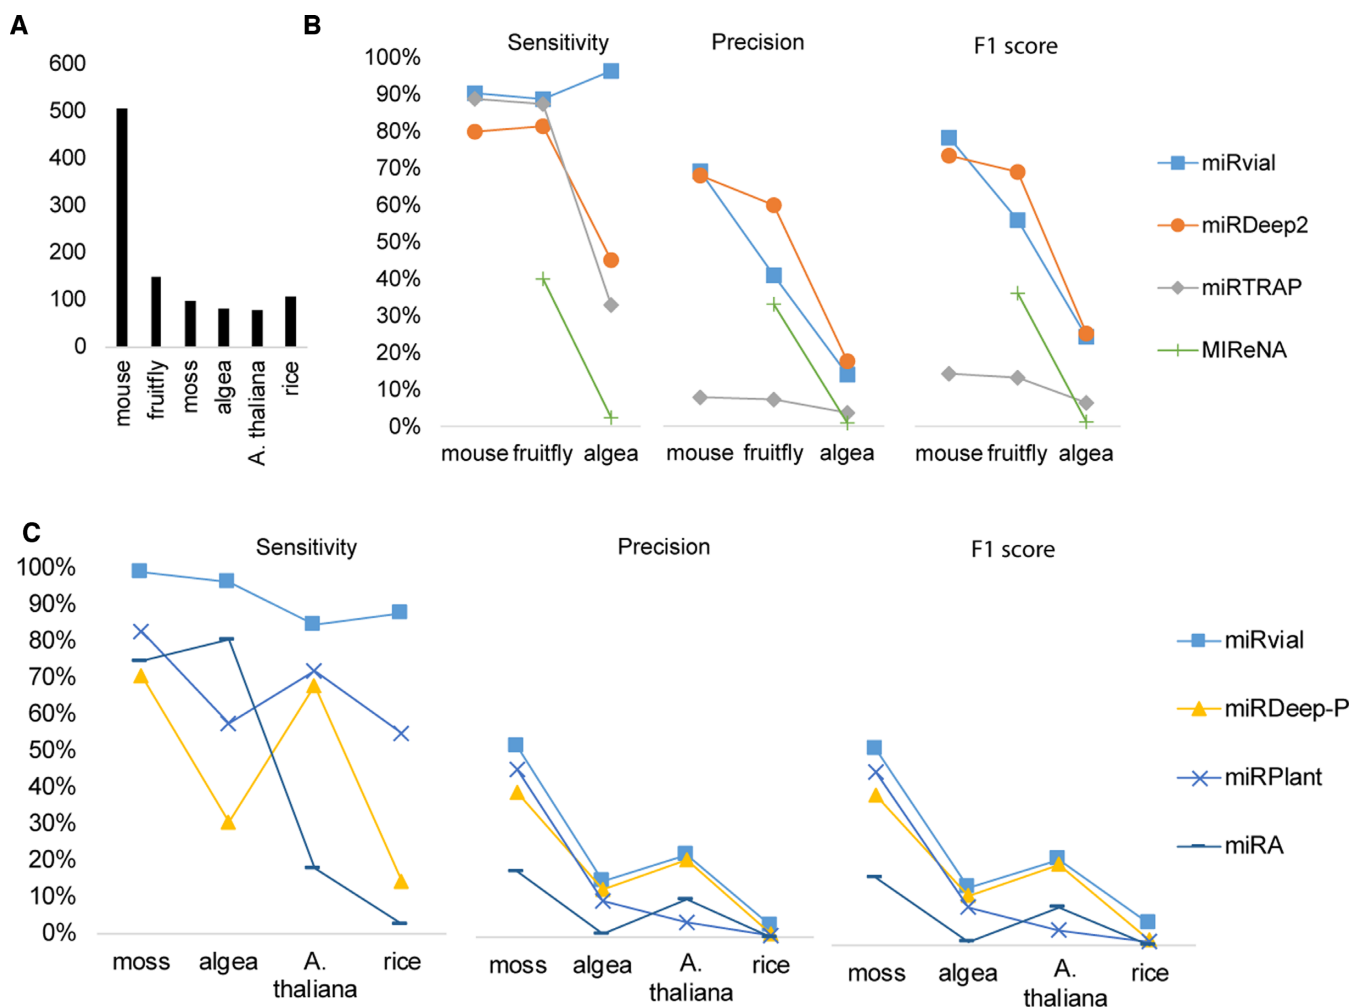 A
600
500
400
300
200
100
0
mouse
fruitfly
moss
algea
A. thaliana
rice
B
Sensitivity
Precision
F1 score
100%
90%
80%
70%
60%
50%
40%
30%
20%
10%
0%
mouse fruitfly algea
mouse fruitfly algea
mouse fruitfly algea
miRvial
miRDeep2
miRTRAP
MIReNA
C
Sensitivity
Precision
F1 score
100%
90%
80%
70%
60%
50%
40%
30%
20%
10%
0%
moss algea A. rice
thaliana
moss algea A. rice
thaliana
moss algea A. rice
thaliana
miRvial
miRDeep-P
miRPlant
miRA